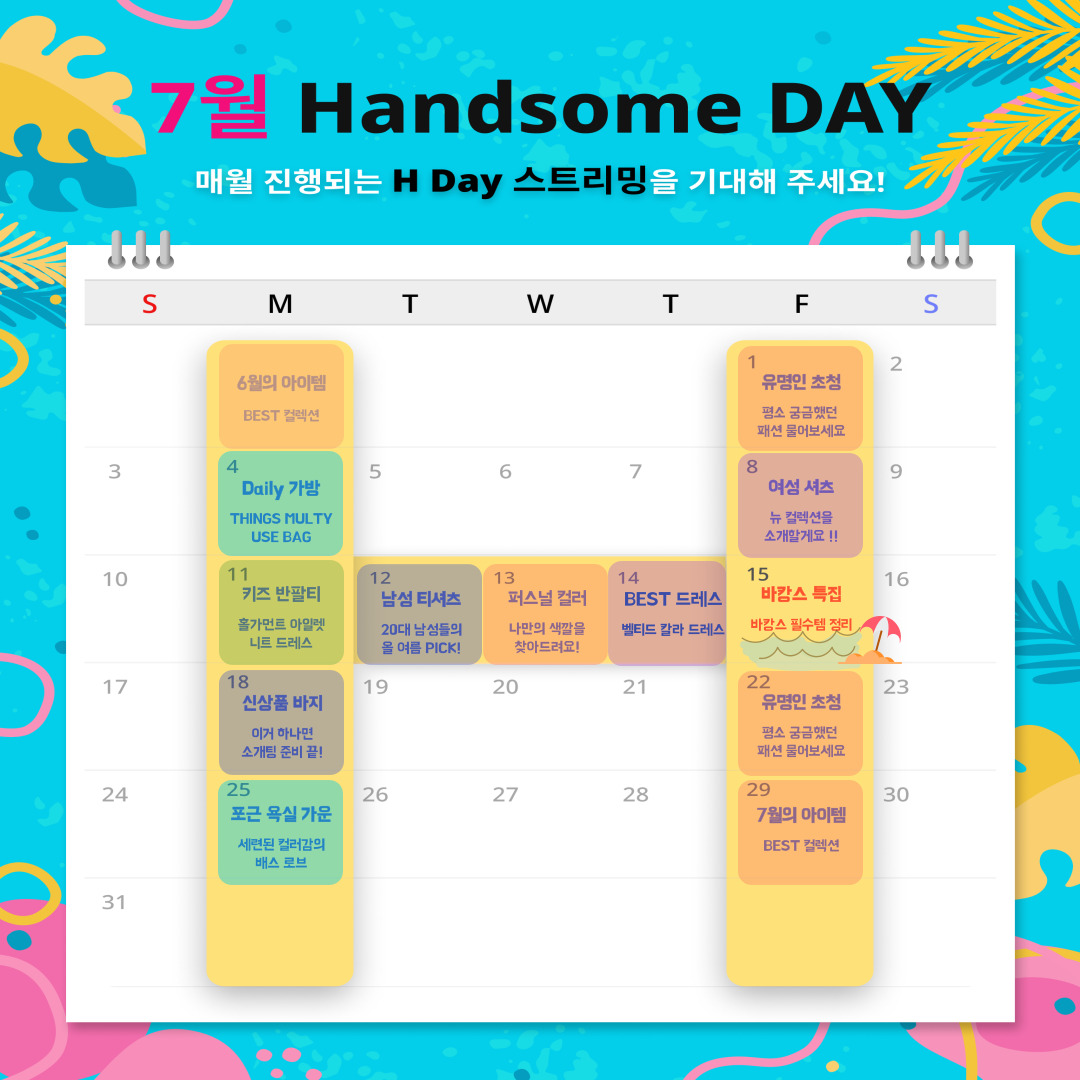 7월 Handsome DAY
매월 진행되는 H Day 스트리밍을 기대해 주세요!
S M T W T F S
6월의 아이템
BEST 컬렉션
1
유명인 초청
평소 궁금했던
패션 물어보세요
2
3
4
Daily 가방
THINGS MULTY
USE BAG
5
6
7
8
여성 셔츠
뉴 컬렉션을
소개할게요 !!
9
10
11
키즈 반팔티
홀가먼트 아일렛
니트 드레스
12
남성 티셔츠
20대 남성들의
올 여름 PICK!
13
퍼스널 컬러
나만의 색깔을
찾아드려요!
14
BEST 드레스
벨티드 칼라 드레스
15
바캉스 특집
바캉스 필수템 정리
16
17
18
신상품 바지
이거 하나면
소개팅 준비 끝!
19
20
21
22
유명인 초청
평소 궁금했던
패션 물어보세요
23
24
25
포근 욕실 가운
세련된 컬러감의
배스 로브
26
27
28
29
7월의 아이템
BEST 컬렉션
30
31